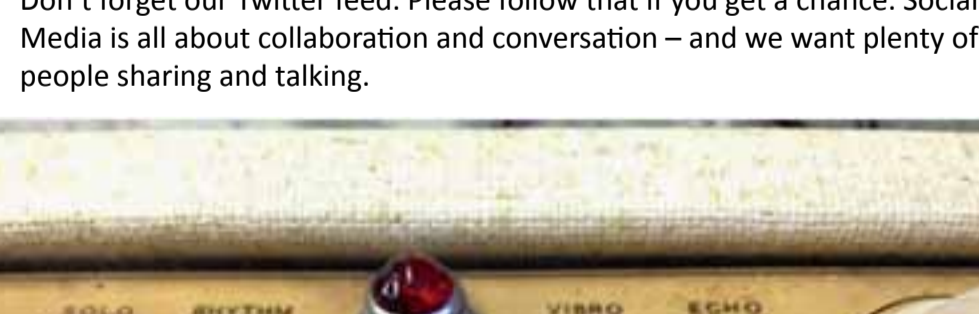 Don't forget our Twitter feed. Please follow that if you get a chance. Social
Media is all about collaboration and conversation – and we want plenty of
people sharing and talking.
SOLO RHYTHM VIBRO ECHO